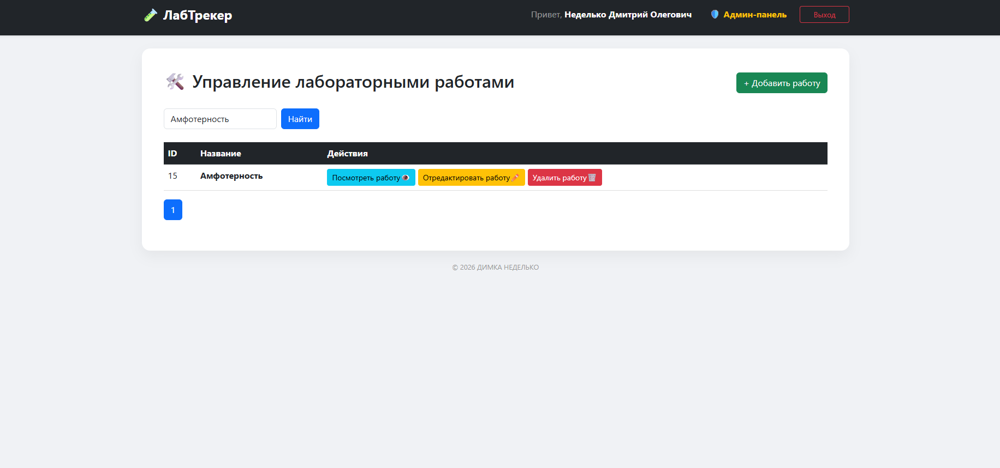 ЛабТрекер
Привет, Неделько Дмитрий Олегович
Админ-панель
Выход
Управление лабораторными работами
+ Добавить работу
Амфотерность
Найти
ID Название Действия
15 Амфотерность Посмотреть работу Отредактировать работу Удалить работу
1
© 2026 ДИМКА НЕДЕЛЬКО